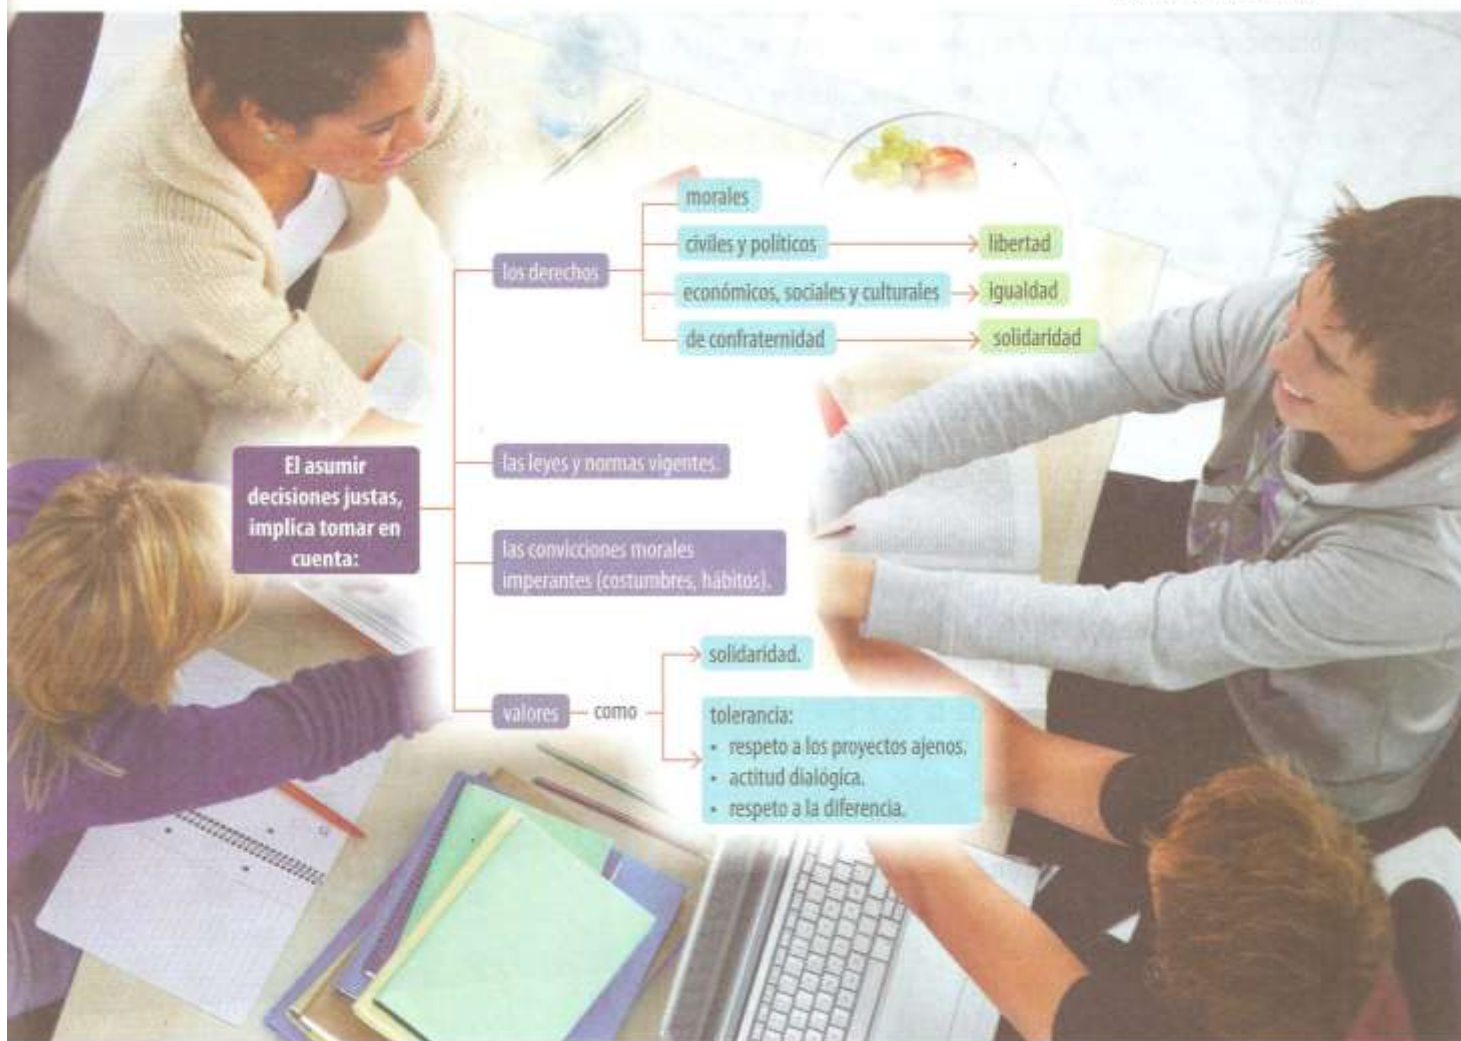 El asumir
decisiones justas,
implica tomar en
cuenta:
los derechos
morales
civiles y políticos
libertad
económicos, sociales y culturales
igualdad
de confraternidad
solidaridad
las leyes y normas vigentes.
las convicciones morales
imperantes (costumbres, hábitos).
valores
como
solidaridad.
tolerancia:
• respeto a los proyectos ajenos.
• actitud dialógica.
• respeto a la diferencia.